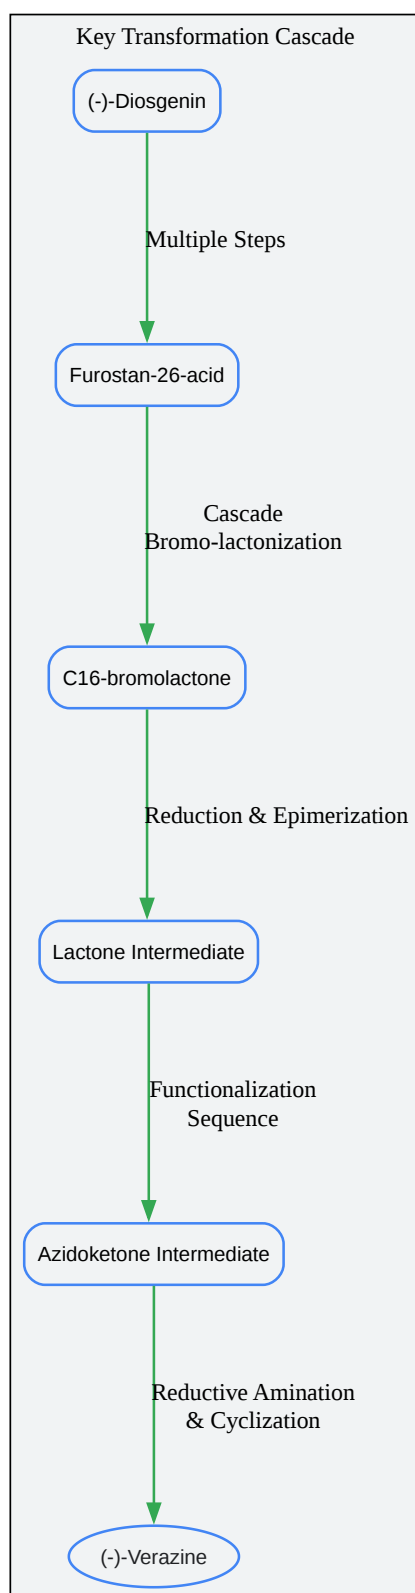 Key Transformation Cascade
(-)-Diosgenin
Multiple Steps
Furostan-26-acid
Cascade
Bromo-lactonization
C16-bromolactone
Reduction & Epimerization
Lactone Intermediate
Functionalization
Sequence
Azidoketone Intermediate
Reductive Amination
& Cyclization
(-)-Verazine